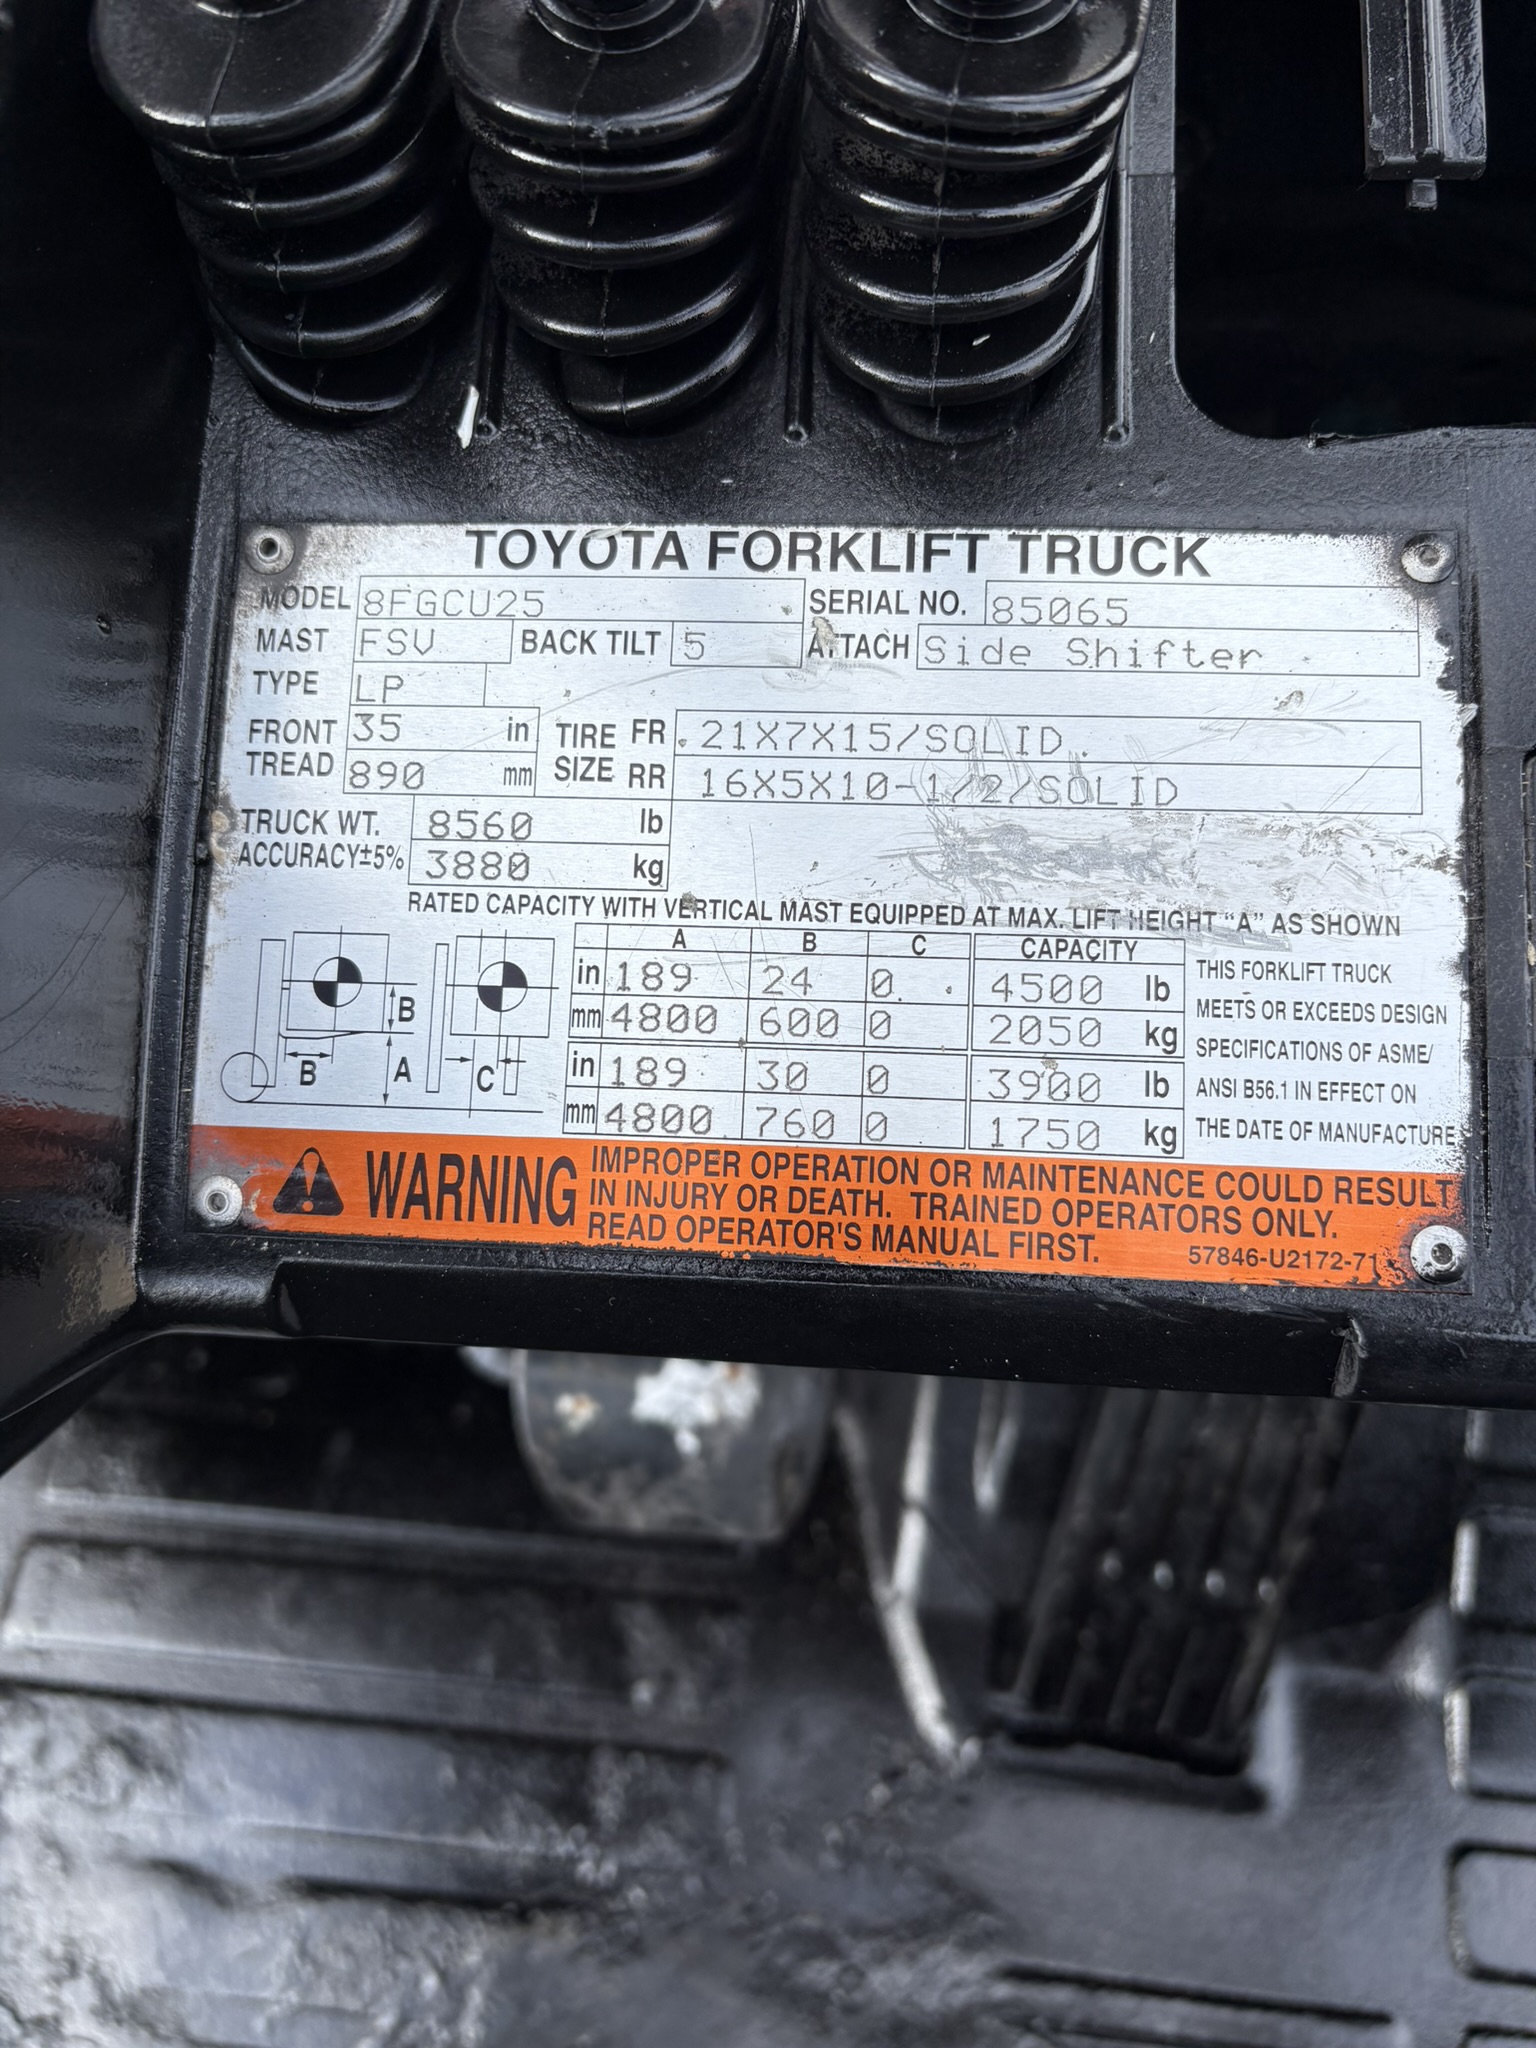 TOYOTA FORKLIFT TRUCK
MODEL 8FGCU25 SERIAL NO. 85065
MAST FSV BACK TILT 5 ATTACH Side Shifter
TYPE LP
FRONT TREAD 35 in TIRE SIZE FR 21X7X15/SOLID
890 mm RR 16X5X10-1/2/SOLID
TRUCK WT. 8560 lb
ACCURACY±5% 3880 kg
RATED CAPACITY WITH VERTICAL MAST EQUIPPED AT MAX. LIFT HEIGHT "A" AS SHOWN
A B C CAPACITY
in 189 24 0 4500 lb
mm 4800 600 0 2050 kg
in 189 30 0 3900 lb
mm 4800 760 0 1750 kg
B
B
A
C
THIS FORKLIFT TRUCK
MEETS OR EXCEEDS DESIGN
SPECIFICATIONS OF ASME/
ANSI B56.1 IN EFFECT ON
THE DATE OF MANUFACTURE
WARNING
IMPROPER OPERATION OR MAINTENANCE COULD RESULT
IN INJURY OR DEATH. TRAINED OPERATORS ONLY.
READ OPERATOR'S MANUAL FIRST.
57846-U2172-71